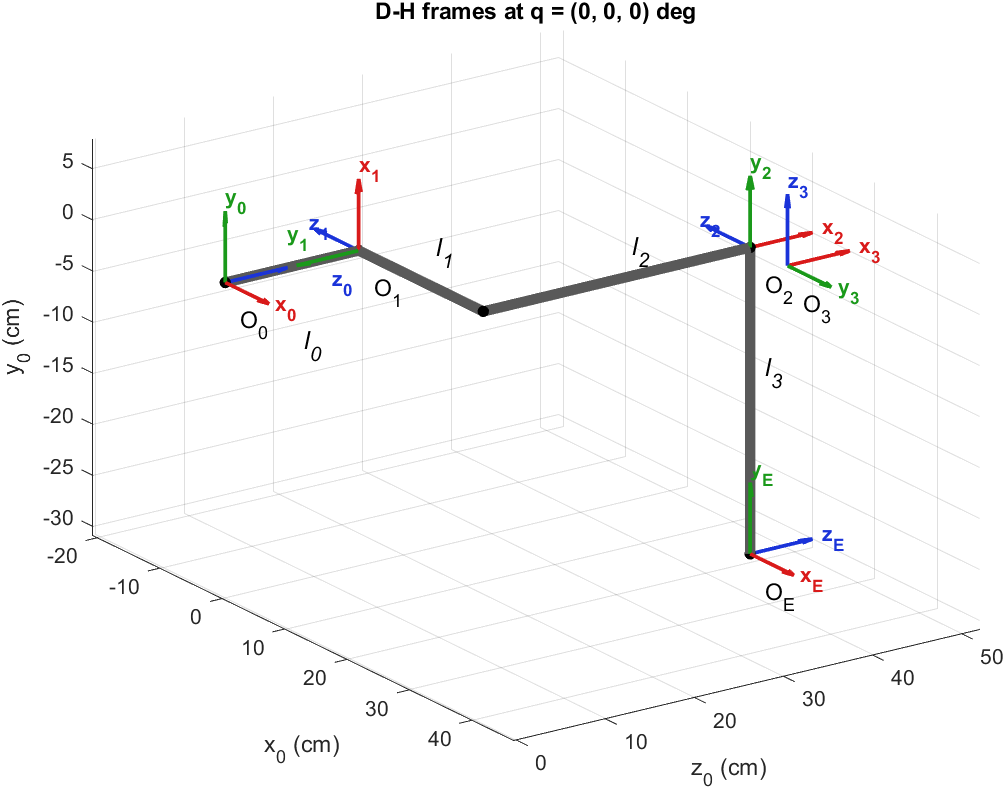 D-H frames at q = (0, 0, 0) deg
5
0
-5
-10
-15
-20
-25
-30
y0 (cm)
-20
-10
0
10
20
30
40
x0 (cm)
0
10
20
30
40
50
z0 (cm)
y0
z0
x0
O0
l0
x1
y1
z1
O1
l1
l2
y2
z2
x2
O2
z3
x3
y3
O3
l3
yE
zE
xE
OE